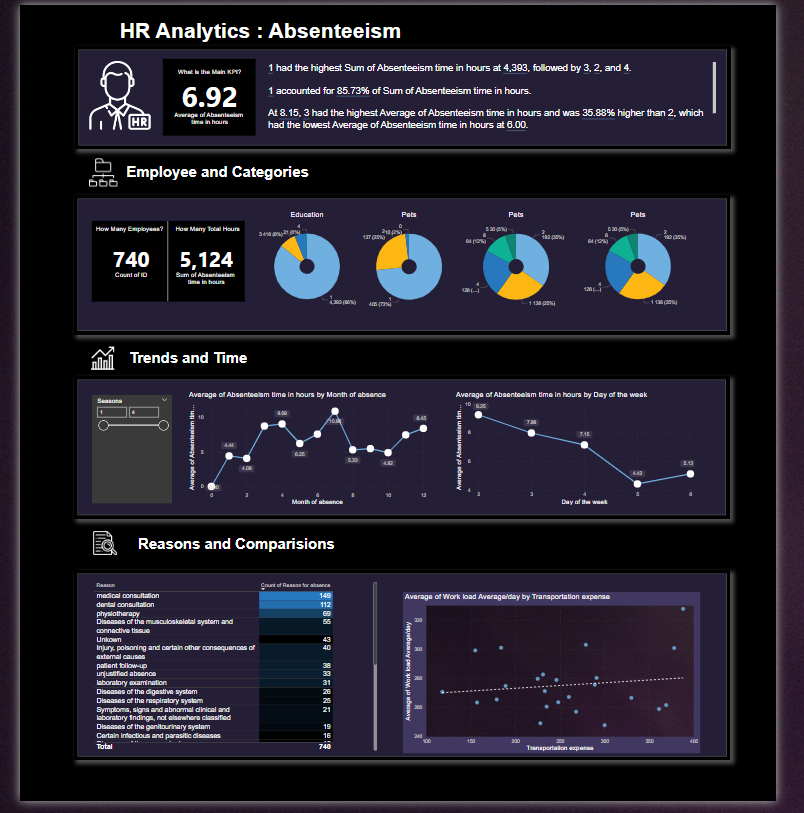 HR Analytics : Absenteeism
HR
What is the Main KPI?
6.92
Average of Absenteeism
time in hours
1 had the highest Sum of Absenteeism time in hours at 4,393, followed by 3, 2, and 4.
1 accounted for 85.73% of Sum of Absenteeism time in hours.
At 8.15, 3 had the highest Average of Absenteeism time in hours and was 35.88% higher than 2, which
had the lowest Average of Absenteeism time in hours at 6.00.
Employee and Categories
How Many Employees?
740
Count of ID
How Many Total Hours
5,124
Sum of Absenteeism
time in hours
Education
4
3 416 (8%)
1
4,393 (86%)
Pets
0
137 (25%)
1
405 (73%)
Pets
5 30 (5%)
8
64 (12%)
4
138 (...)
2
192 (35%)
1 138 (25%)
Pets
5 30 (5%)
8
64 (12%)
4
138 (...)
2
192 (35%)
1 138 (25%)
Trends and Time
Seasons
1 4
Average of Absenteeism time in hours by Month of absence
Average of Absenteeism tim...
10
5
0
4.44
4.08
8.09
6.25
10.96
5.33
4.82
8.45
0 2 4 6 8 10 12
Month of absence
Average of Absenteeism time in hours by Day of the week
Average of Absenteeism tim...
10
8
6
4
9.25
7.98
7.15
4.42
5.13
2 3 4 5 6
Day of the week
Reasons and Comparisions
Reason Count of Reason for absence
medical consultation 149
dental consultation 112
physiotherapy 69
Diseases of the musculoskeletal system and 55
connective tissue
Unkown 43
Injury, poisoning and certain other consequences of 40
external causes
patient follow-up 38
unjustified absence 33
laboratory examination 31
Diseases of the digestive system 26
Diseases of the respiratory system 25
Symptoms, signs and abnormal clinical and 21
laboratory findings, not elsewhere classified
Diseases of the genitourinary system 19
Certain infectious and parasitic diseases 16
Total 740
Average of Work load Average/day by Transportation expense
Average of Work load Average/day
320
300
280
260
240
100 150 200 250 300 350 400
Transportation expense